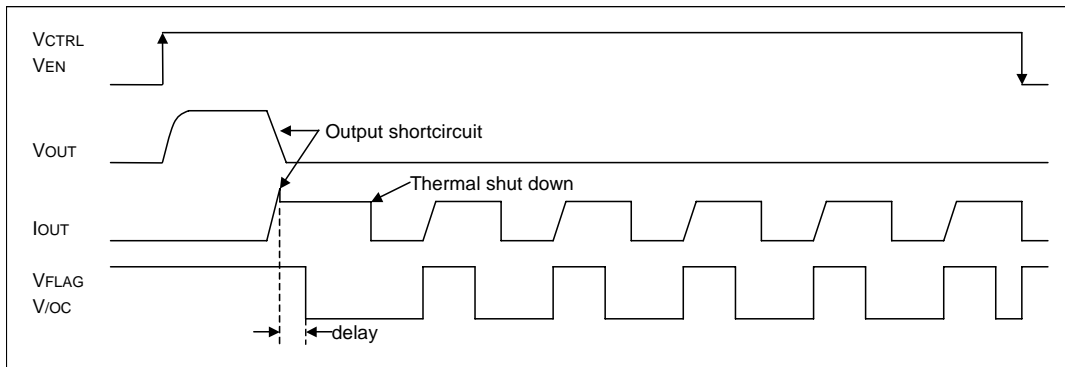 VCTRL
VEN
Output shortcircuit
VOUT
Thermal shut down
IOUT
VFLAG
V/OC
delay